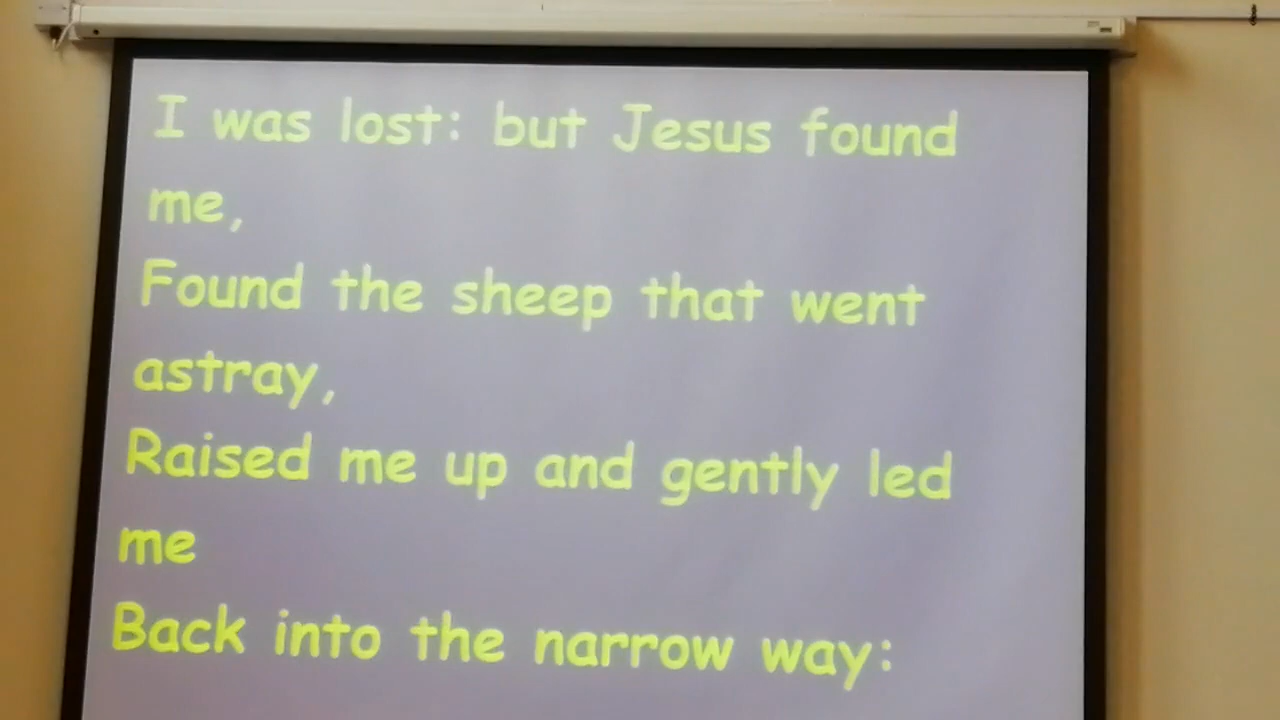 I was lost: but Jesus found
me,
Found the sheep that went
astray,
Raised me up and gently led
me
Back into the narrow way: